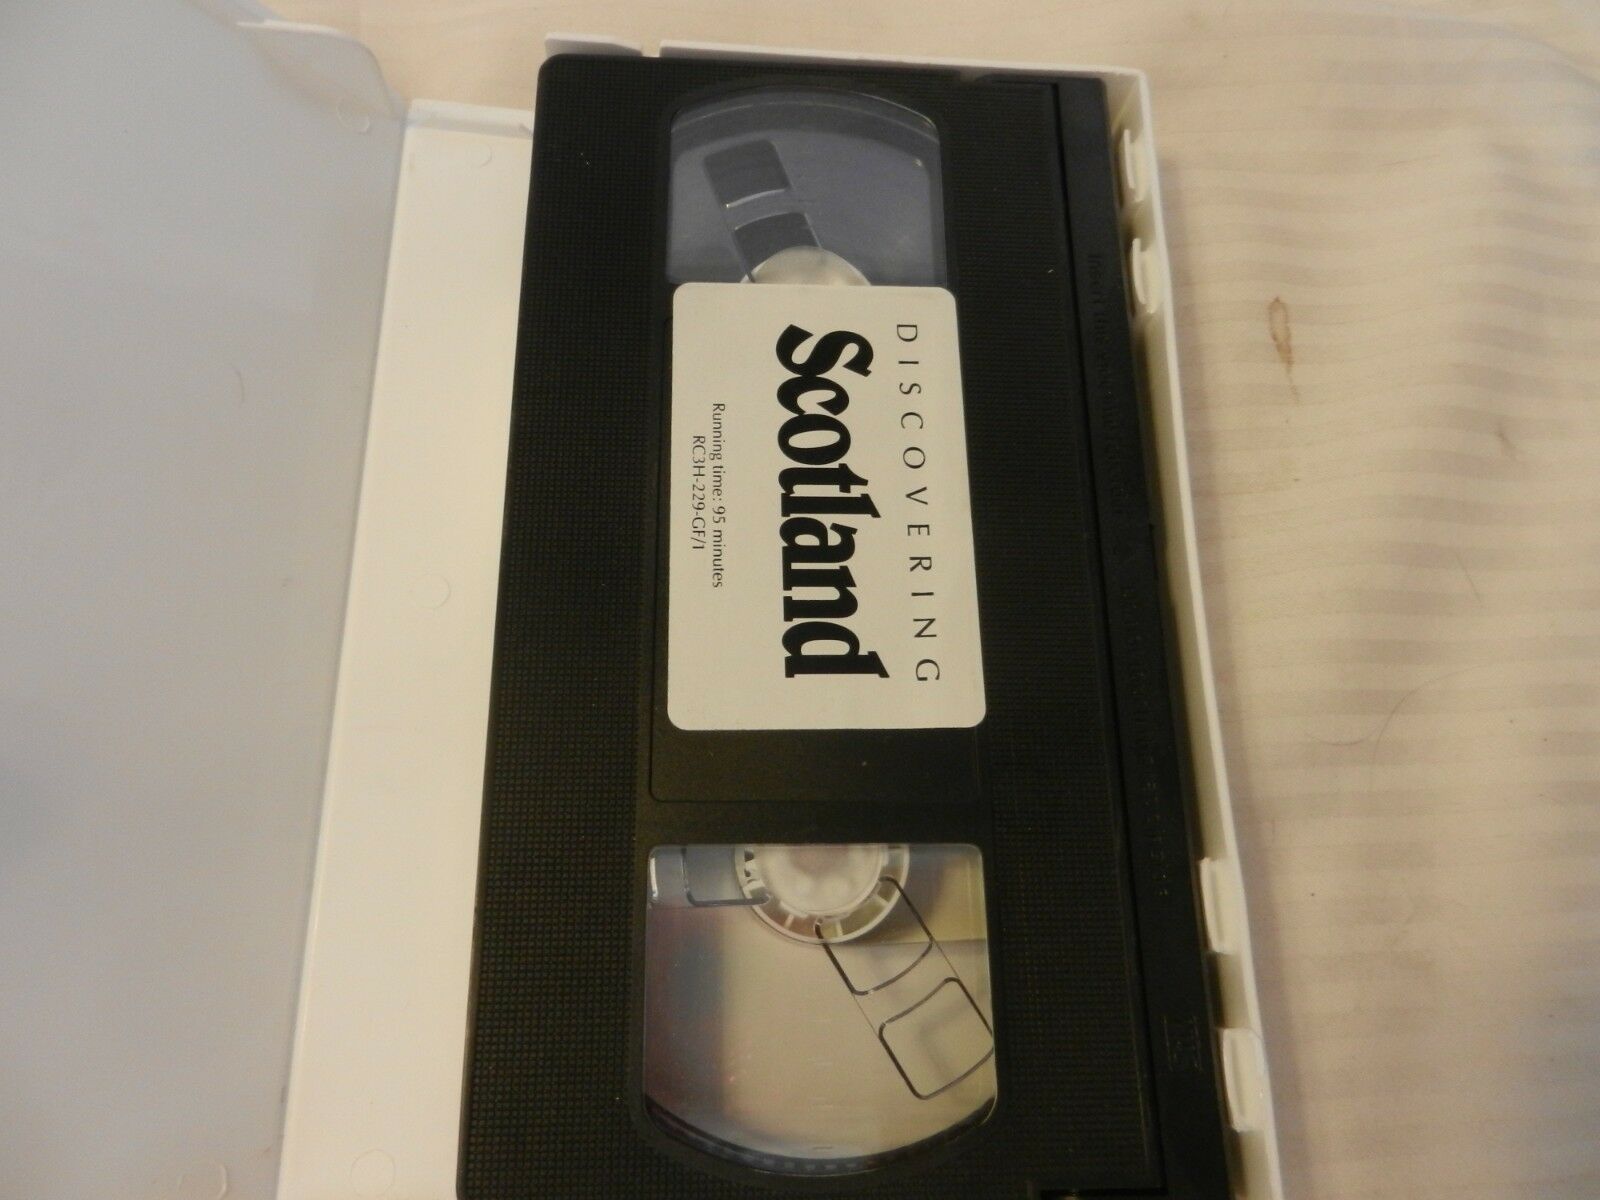 DISCOVERING
Scotland
Running time: 95 minutes
RC3H-229-GF/1